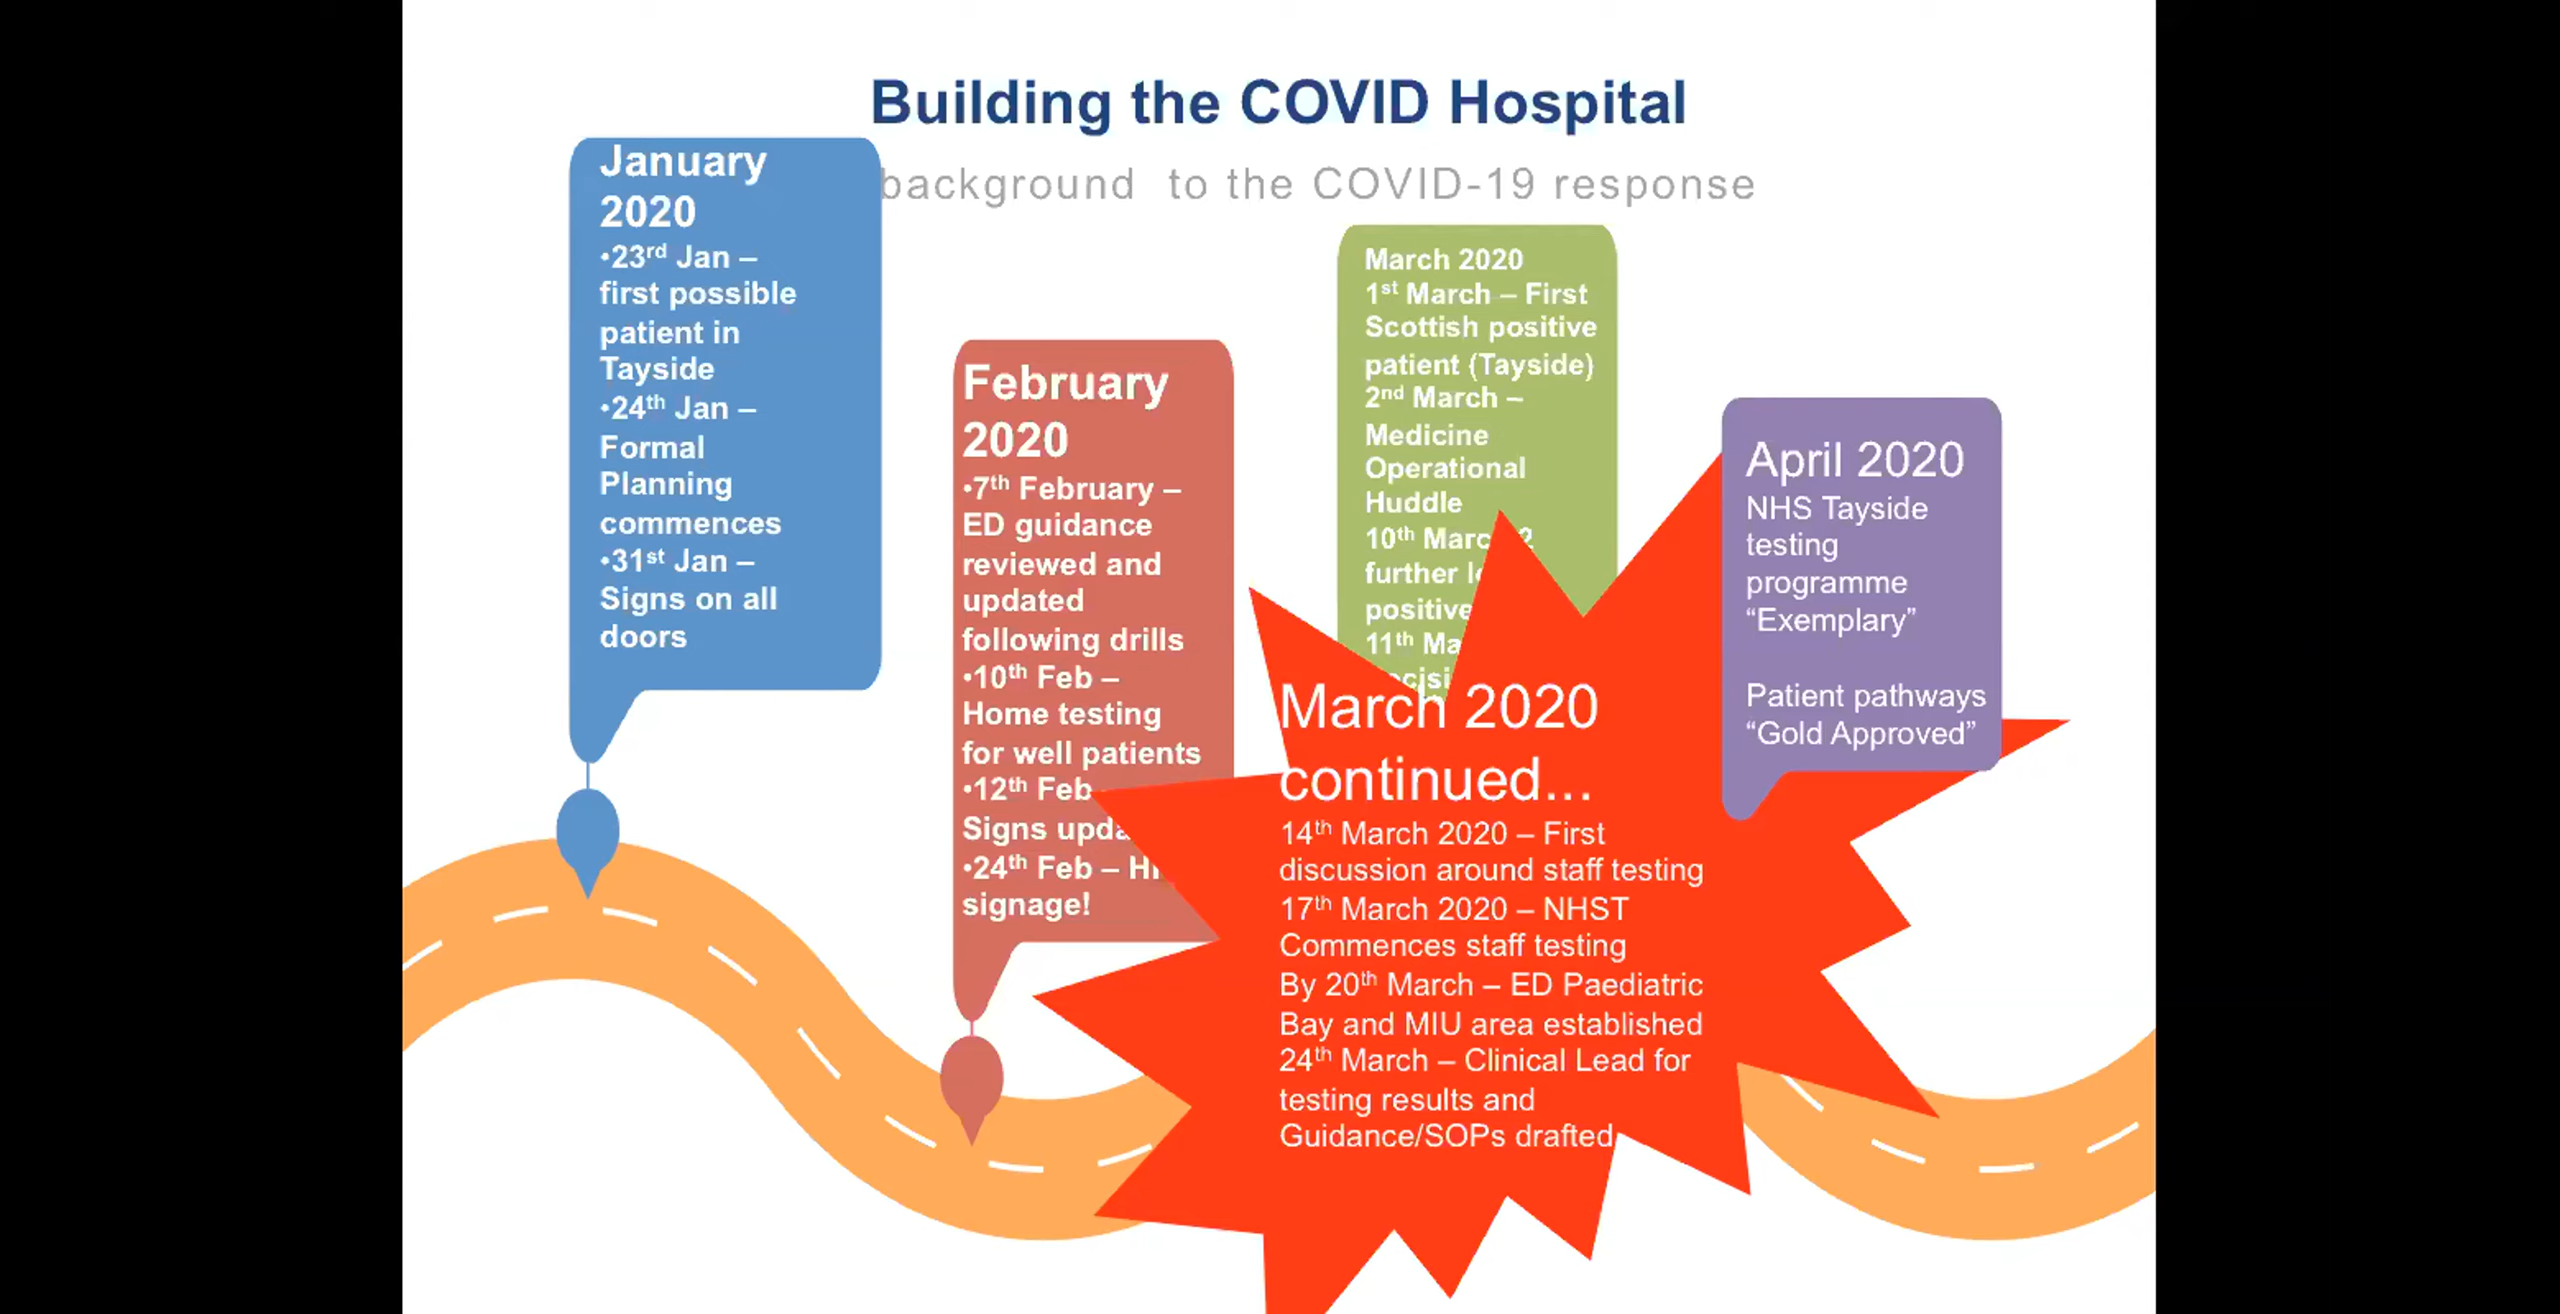 Building the COVID Hospital
background to the COVID-19 response
January
2020
•23rd Jan –
first possible
patient in
Tayside
•24th Jan –
Formal
Planning
commences
•31st Jan –
Signs on all
doors
February
2020
•7th February –
ED guidance
reviewed and
updated
following drills
•10th Feb –
Home testing
for well patients
•12th Feb
Signs
•24th Feb –
signage!
March 2020
1st March – First
Scottish positive
patient (Tayside)
2nd March –
Medicine
Operational
Huddle
10th 2
further
positive
11th
March 2020
continued...
14th March 2020 – First
discussion around staff testing
17th March 2020 – NHST
Commences staff testing
By 20th March – ED Paediatric
Bay and MIU area established
24th March – Clinical Lead for
testing results and
Guidance/SOPs drafted
April 2020
NHS Tayside
testing
programme
“Exemplary”
Patient pathways
“Gold Approved”